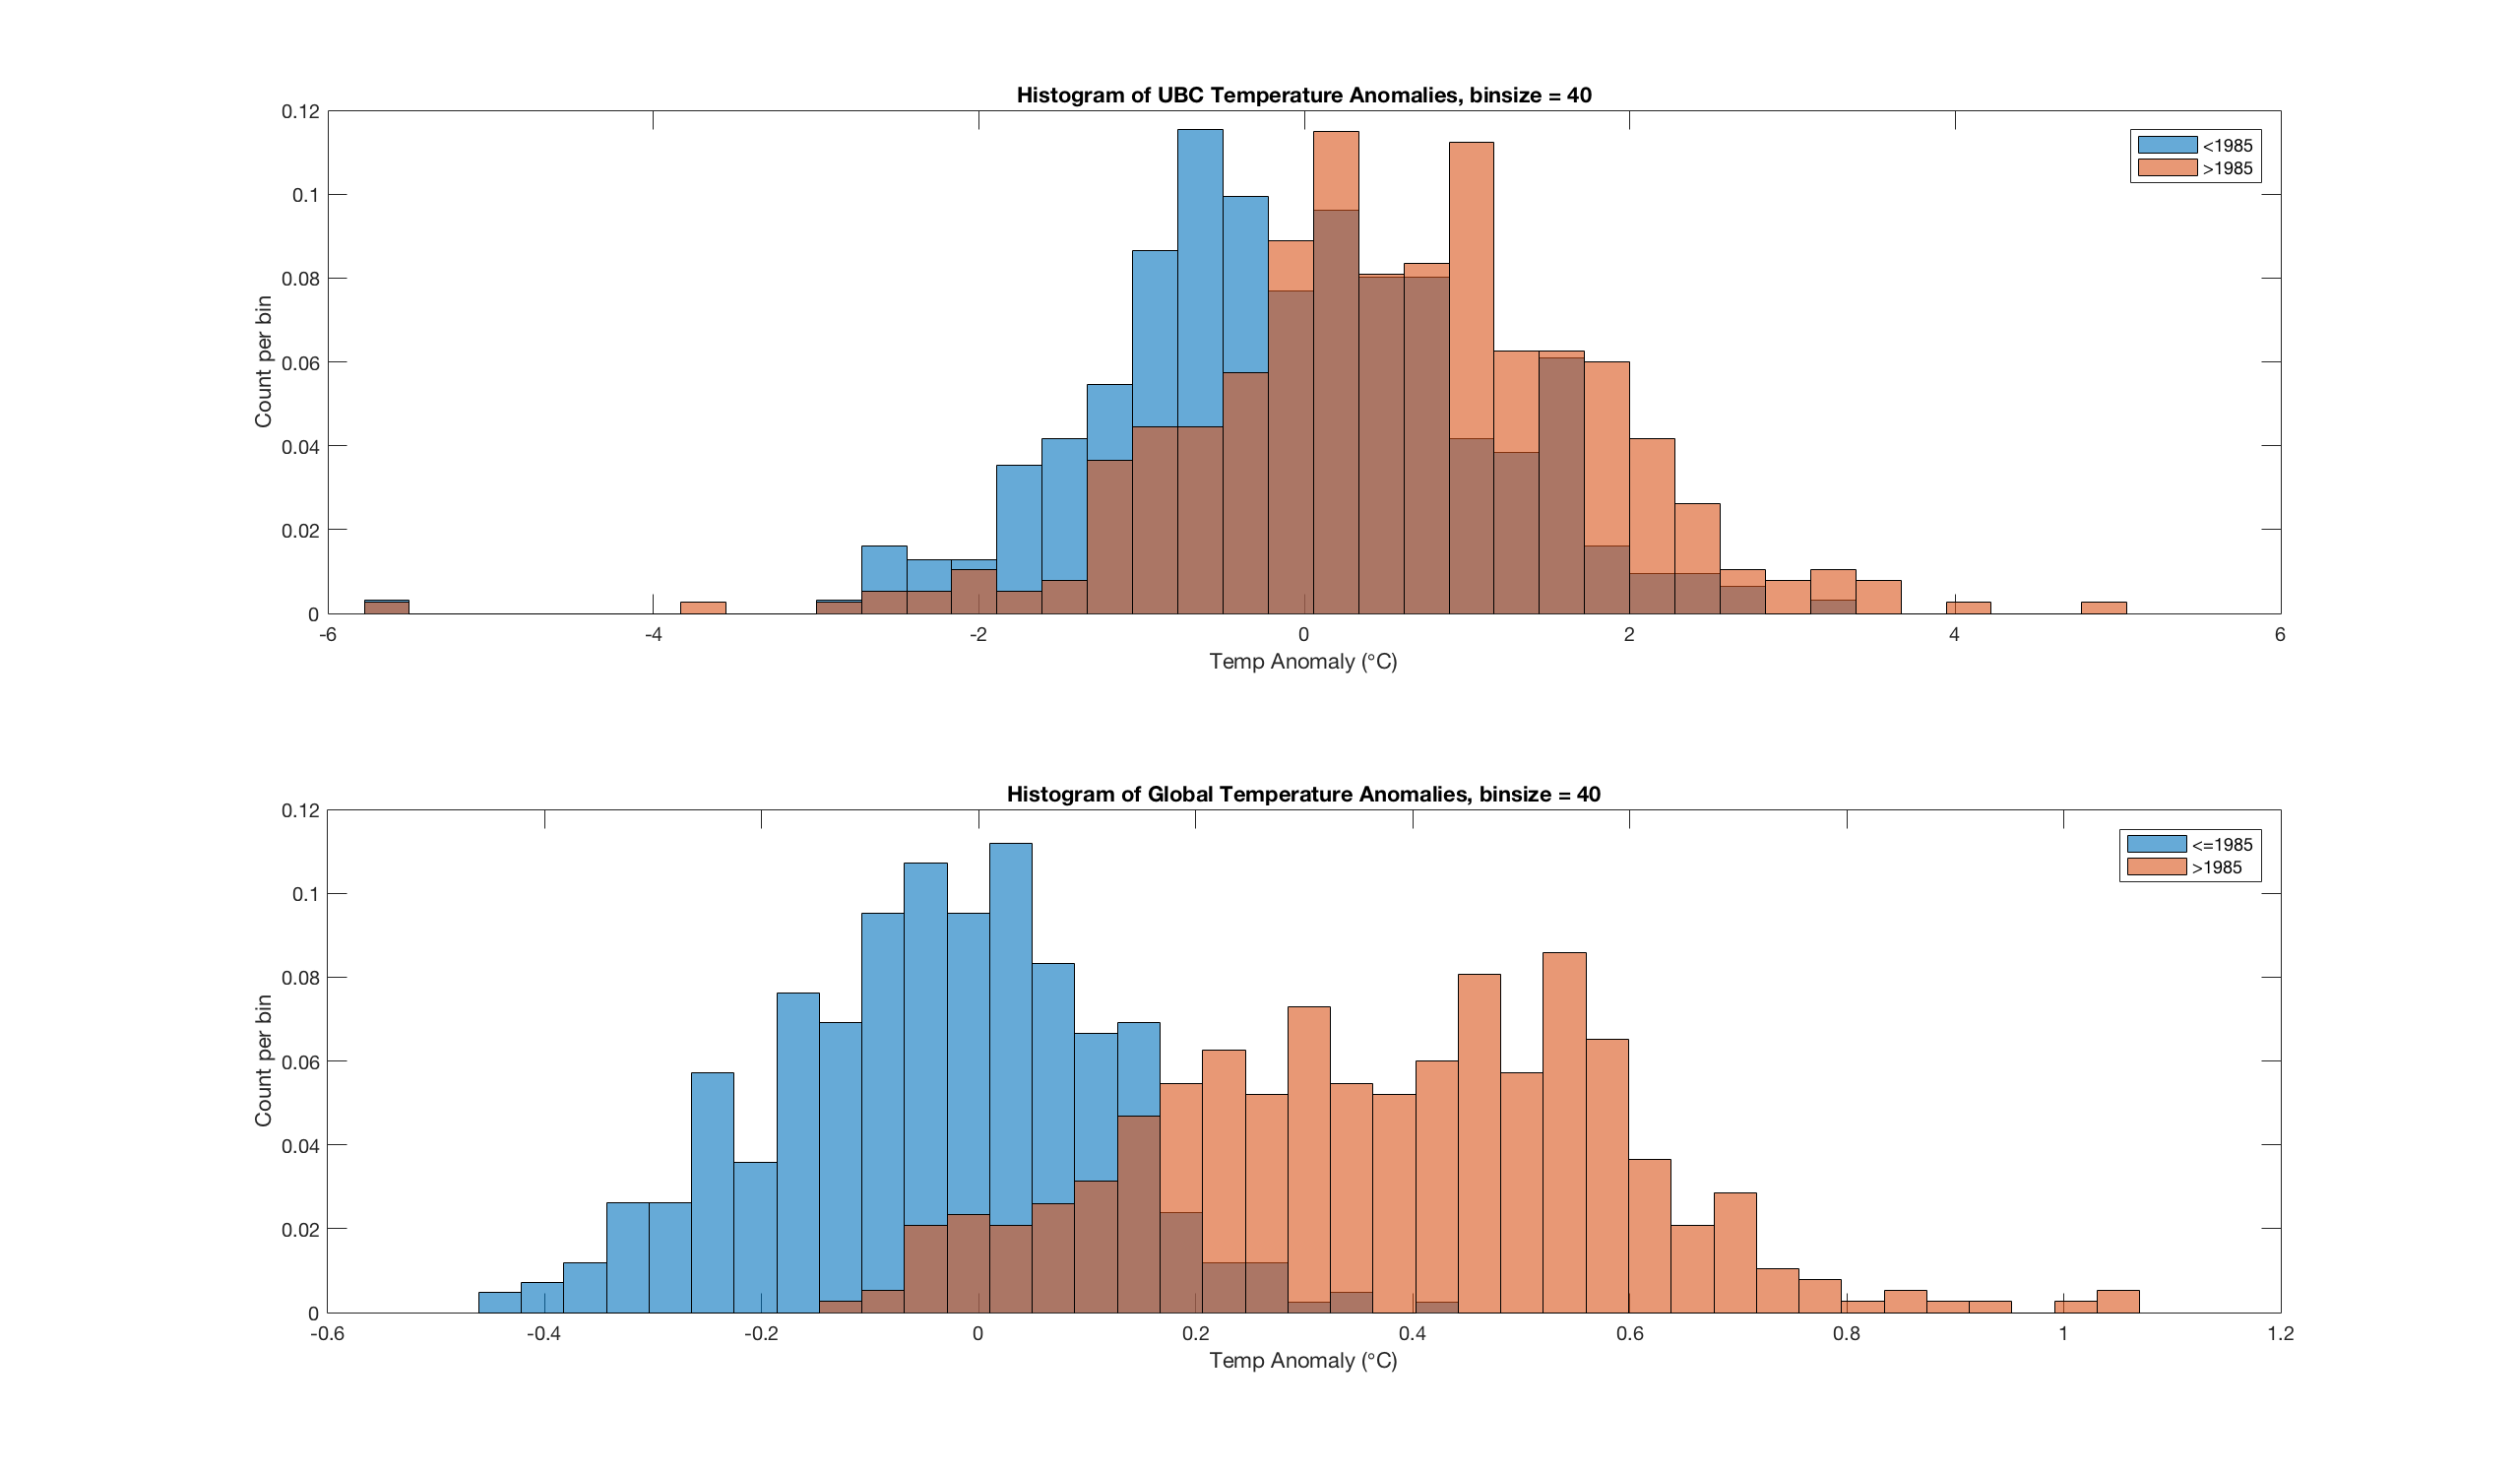 Histogram of UBC Temperature Anomalies, binsize = 40
0.12
0.1
0.08
0.06
0.04
0.02
0
Count per bin
<1985
>1985
-6 -4 -2 0 2 4 6
Temp Anomaly (°C)
Histogram of Global Temperature Anomalies, binsize = 40
0.12
0.1
0.08
0.06
0.04
0.02
0
Count per bin
<=1985
>1985
-0.6 -0.4 -0.2 0 0.2 0.4 0.6 0.8 1 1.2
Temp Anomaly (°C)